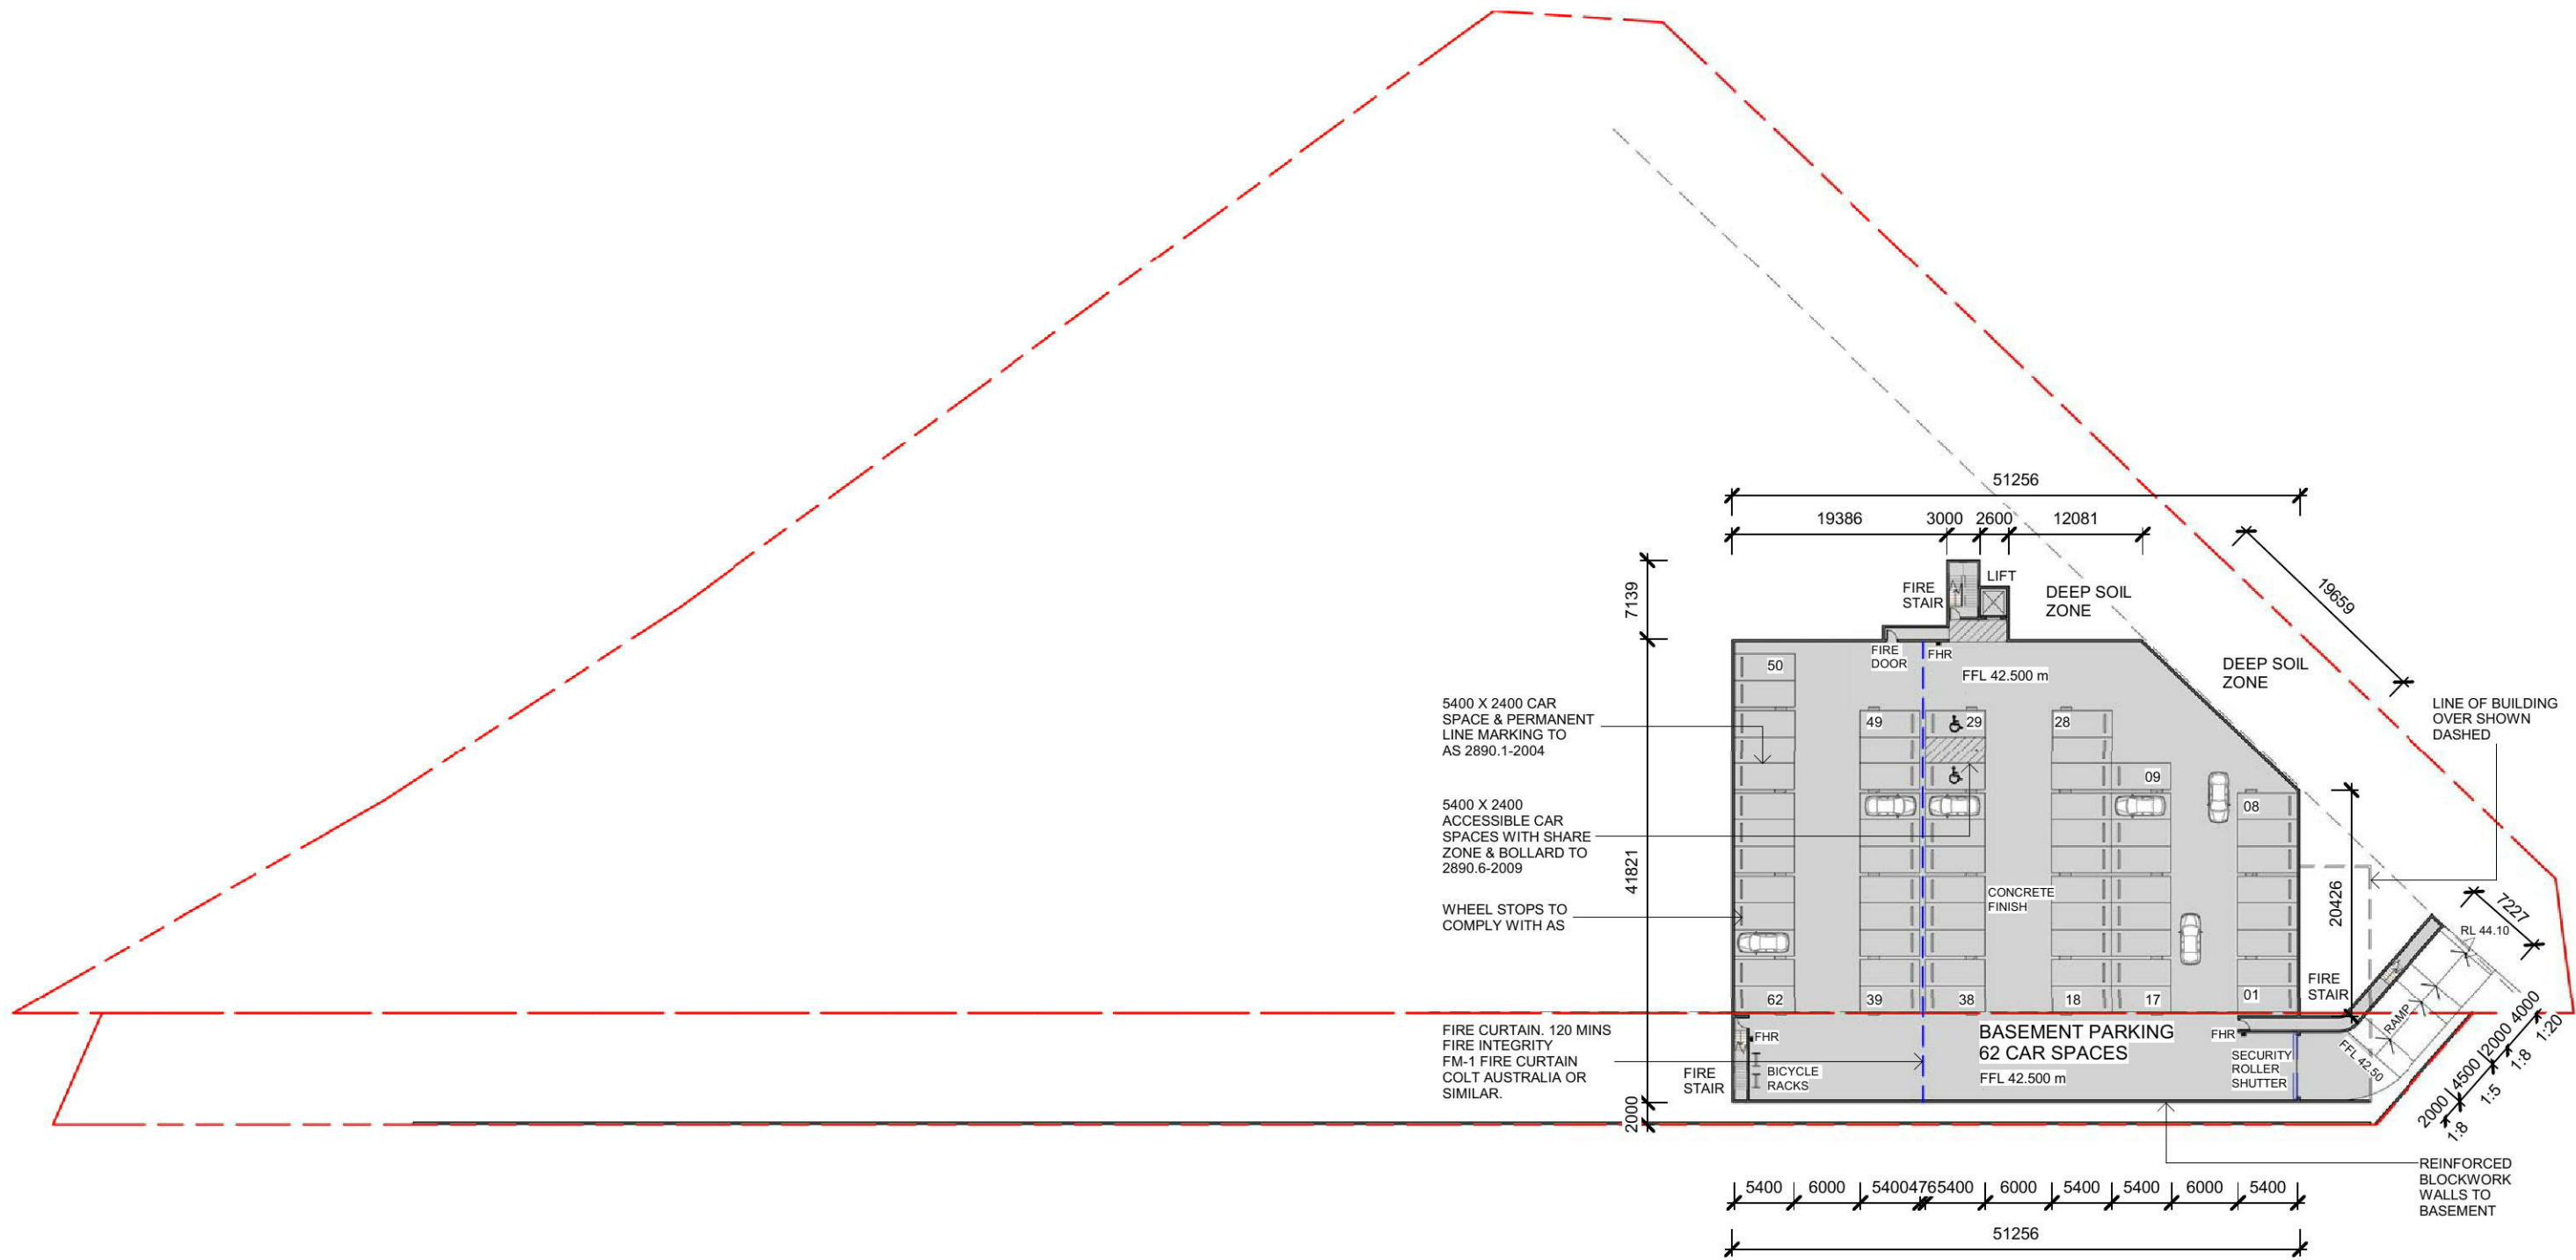 51256
19386
3000
2600
12081
7139
FIRE
STAIR
LIFT
DEEP SOIL
ZONE
19659
FIRE
DOOR
FHR
FFL 42.500 m
DEEP SOIL
ZONE
50
49
29
28
5400 X 2400 CAR
SPACE & PERMANENT
LINE MARKING TO
AS 2890.1-2004
LINE OF BUILDING
OVER SHOWN
DASHED
09
08
5400 X 2400
ACCESSIBLE CAR
SPACES WITH SHARE
ZONE & BOLLARD TO
2890.6-2009
41821
20426
CONCRETE
FINISH
WHEEL STOPS TO
COMPLY WITH AS
7227
RL 44.10
62
39
38
18
17
01
FIRE
STAIR
RAMP
FIRE CURTAIN. 120 MINS
FIRE INTEGRITY
FM-1 FIRE CURTAIN
COLT AUSTRALIA OR
SIMILAR.
FHR
BASEMENT PARKING
62 CAR SPACES
FFL 42.500 m
FHR
SECURITY
ROLLER
SHUTTER
FFL 42.50
FIRE
STAIR
BICYCLE
RACKS
2000
2000 4500 2000 4000
1:8 1:5 1:8 1:20
REINFORCED
BLOCKWORK
WALLS TO
BASEMENT
5400 6000 5400 476 5400 6000 5400 5400 6000 5400
51256